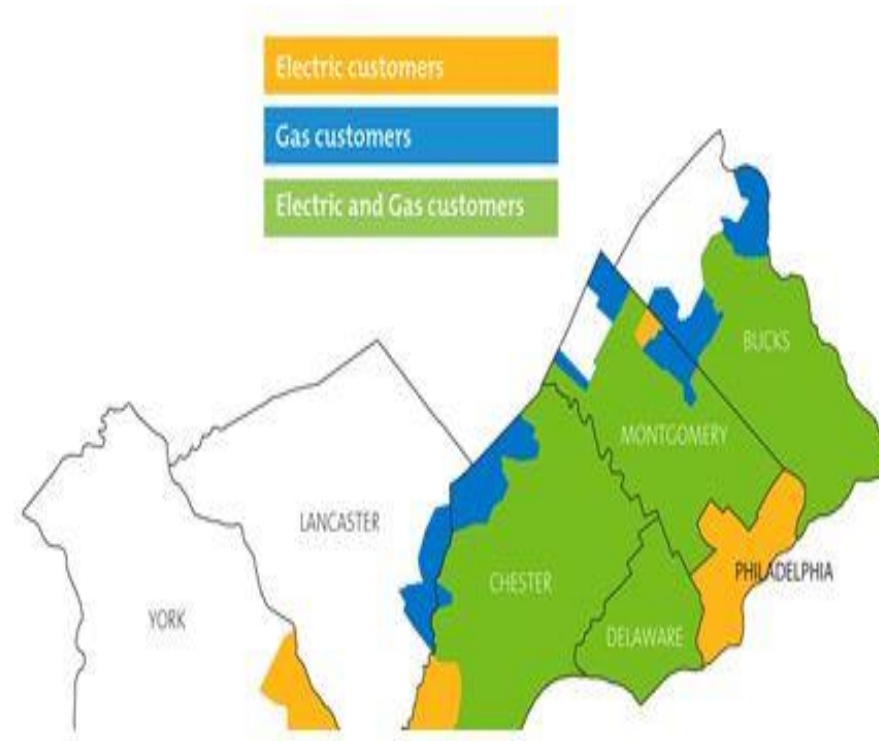 Electric customers
Gas customers
Electric and Gas customers
BUCKS
MONTGOMERY
LANCASTER
PHILADELPHIA
CHESTER
YORK
DELAWARE